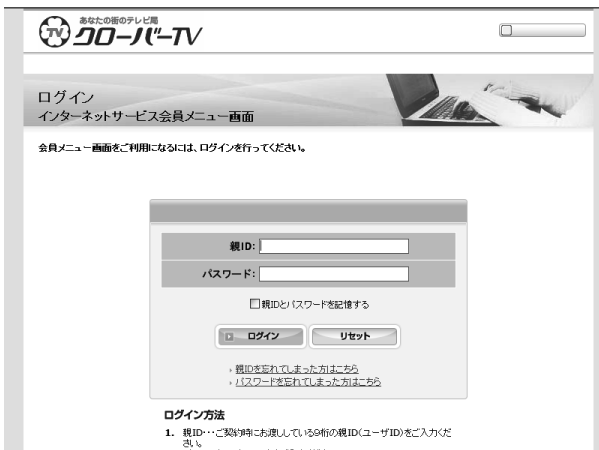 あなたの街のテレビ局
TV クローバーTV
ログイン
インターネットサービス会員メニュー画面
会員メニュー画面をご利用になるには、ログインを行ってください。
親ID:
パスワード:
親IDとパスワードを記憶する
ログイン リセット
親IDを忘れてしまった方はこちら
パスワードを忘れてしまった方はこちら
ログイン方法
1. 親ID・・・ご契約時にお渡ししている9桁の親ID(ユーザID)をご入力くだ
さい。